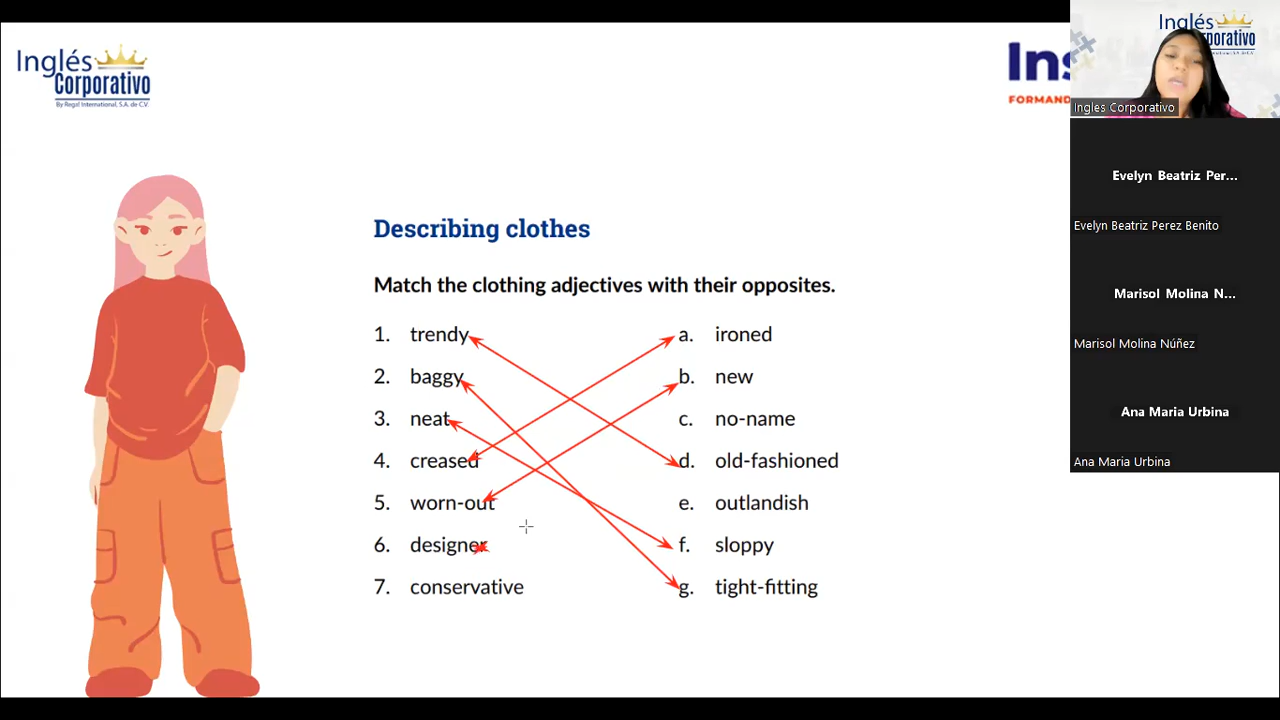 Inglés
Corporativo
By Regal International, S.A. de C.V.
Ins
FORMAND
Describing clothes
Match the clothing adjectives with their opposites.
1. trendy
2. baggy
3. neat
4. creased
5. worn-out
6. designer
7. conservative
a. ironed
b. new
c. no-name
d. old-fashioned
e. outlandish
f. sloppy
g. tight-fitting
Inglés
Corporativo
Ingles Corporativo
Evelyn Beatriz Per...
Evelyn Beatriz Perez Benito
Marisol Molina N...
Marisol Molina Núñez
Ana Maria Urbina
Ana Maria Urbina